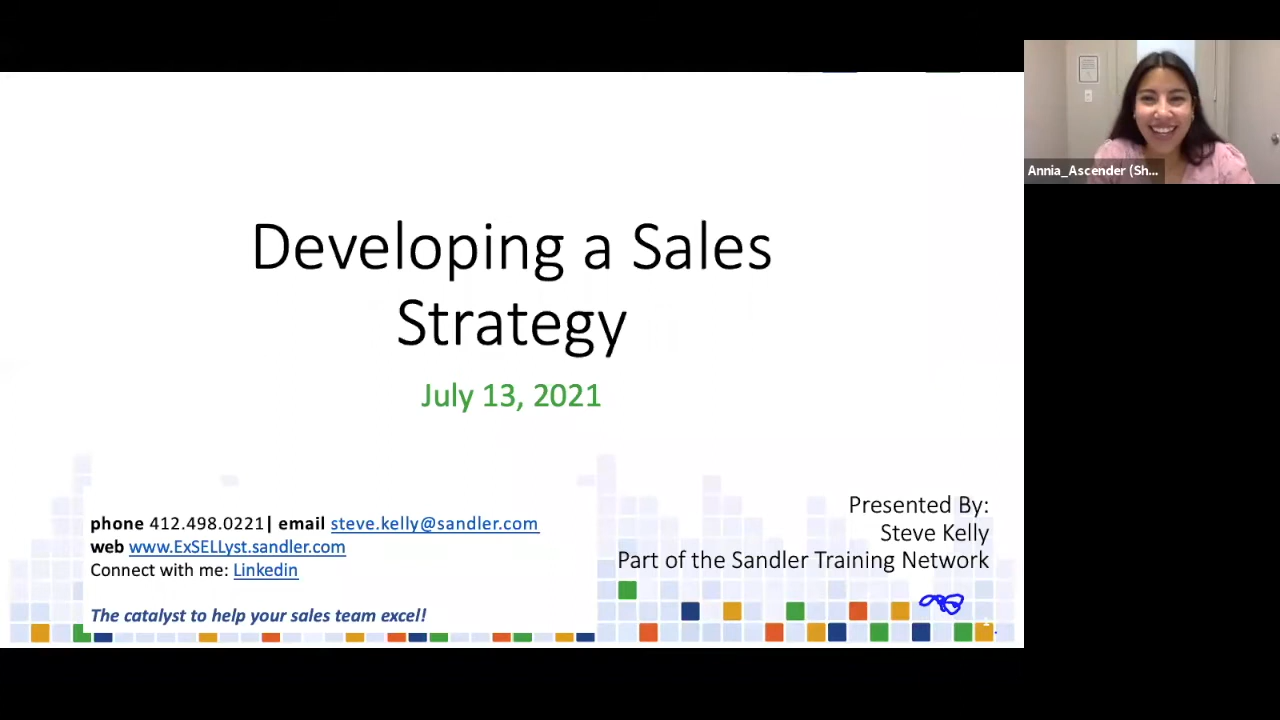 Developing a Sales
Strategy
July 13, 2021
phone 412.498.0221| email steve.kelly@sandler.com
web www.ExSELLyst.sandler.com
Connect with me: Linkedin
The catalyst to help your sales team excel!
Presented By:
Steve Kelly
Part of the Sandler Training Network
1
Annia_Ascender (Sh...